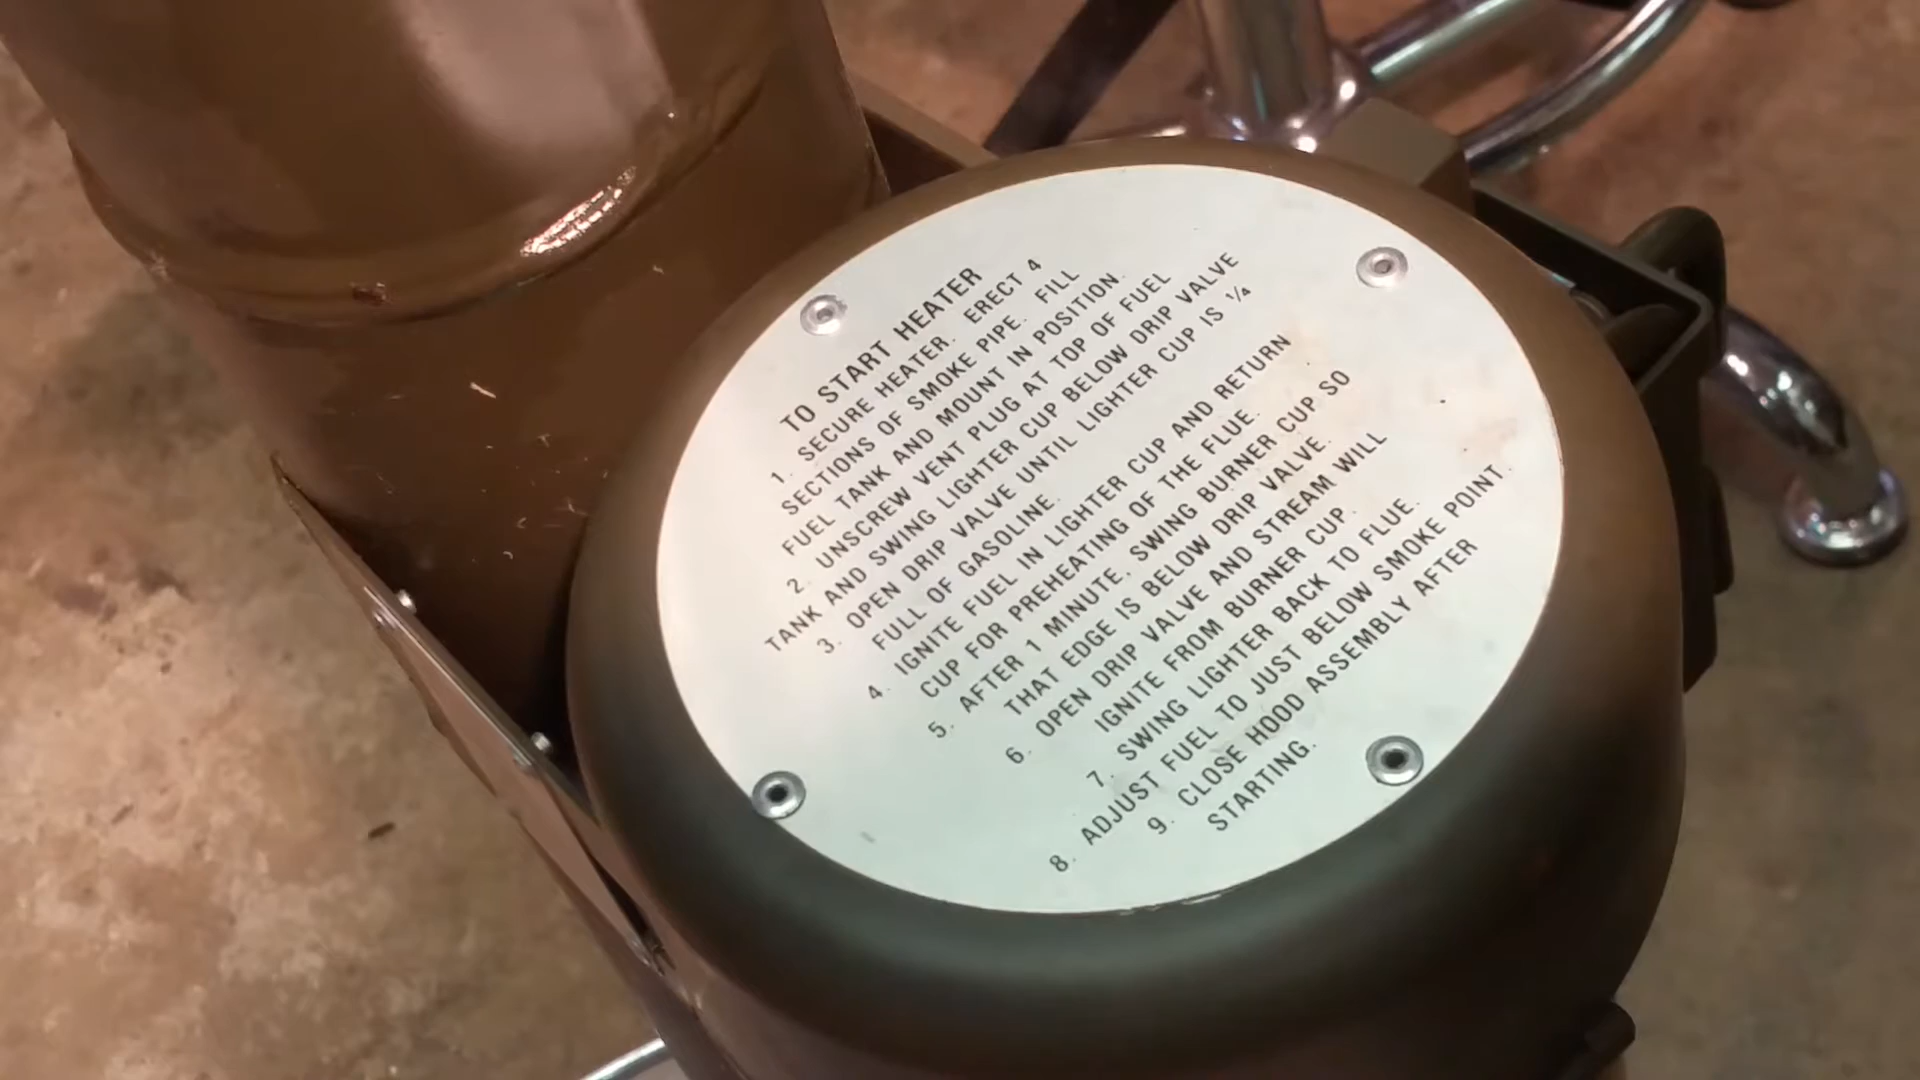 TO START HEATER
1. SECURE HEATER. ERECT 4
SECTIONS OF SMOKE PIPE. FILL
FUEL TANK AND MOUNT IN POSITION.
2. UNSCREW VENT PLUG AT TOP OF FUEL
TANK AND SWING LIGHTER CUP BELOW DRIP VALVE
3. OPEN DRIP VALVE UNTIL LIGHTER CUP IS ¼
FULL OF GASOLINE.
4. IGNITE FUEL IN LIGHTER CUP AND RETURN
CUP FOR PREHEATING OF THE FLUE.
5. AFTER 1 MINUTE, SWING BURNER CUP SO
THAT EDGE IS BELOW DRIP VALVE.
6. OPEN DRIP VALVE AND STREAM WILL
IGNITE FROM BURNER CUP.
7. SWING LIGHTER BACK TO FLUE.
8. ADJUST FUEL TO JUST BELOW SMOKE POINT.
9. CLOSE HOOD ASSEMBLY AFTER
STARTING.